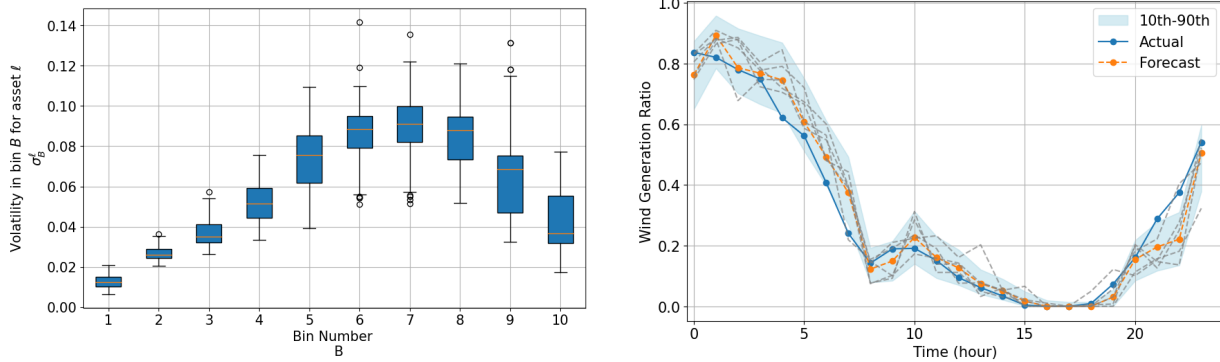 Volatility in bin B for asset ℓ
σ_B^ℓ
0.14
0.12
0.10
0.08
0.06
0.04
0.02
0.00
1 2 3 4 5 6 7 8 9 10
Bin Number
B
Wind Generation Ratio
1.0
0.8
0.6
0.4
0.2
0.0
0 5 10 15 20
Time (hour)
10th-90th
Actual
Forecast